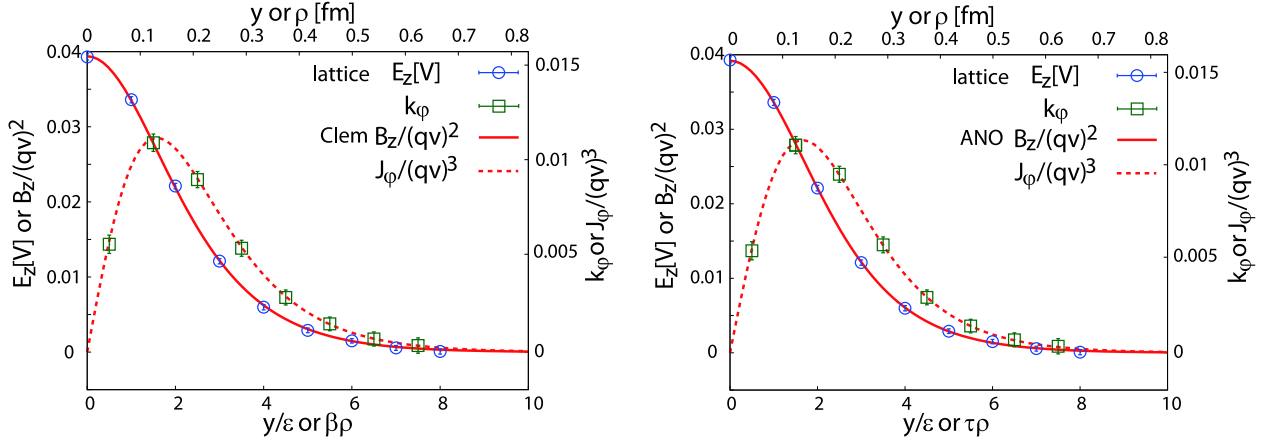 y or ρ [fm]
0 0.1 0.2 0.3 0.4 0.5 0.6 0.7 0.8
0.04
0.03
0.02
0.01
0
E_z[V] or B_z/(qv)^2
lattice E_z[V]
k_φ
Clem B_z/(qv)^2
J_φ/(qv)^3
0.015
0.01
0.005
0
k_φ or J_φ/(qv)^3
0 2 4 6 8 10
y/ε or βρ
y or ρ [fm]
0 0.1 0.2 0.3 0.4 0.5 0.6 0.7 0.8
0.04
0.03
0.02
0.01
0
E_z[V] or B_z/(qv)^2
lattice E_z[V]
k_φ
ANO B_z/(qv)^2
J_φ/(qv)^3
0.015
0.01
0.005
0
k_φ or J_φ/(qv)^3
0 2 4 6 8 10
y/ε or τρ